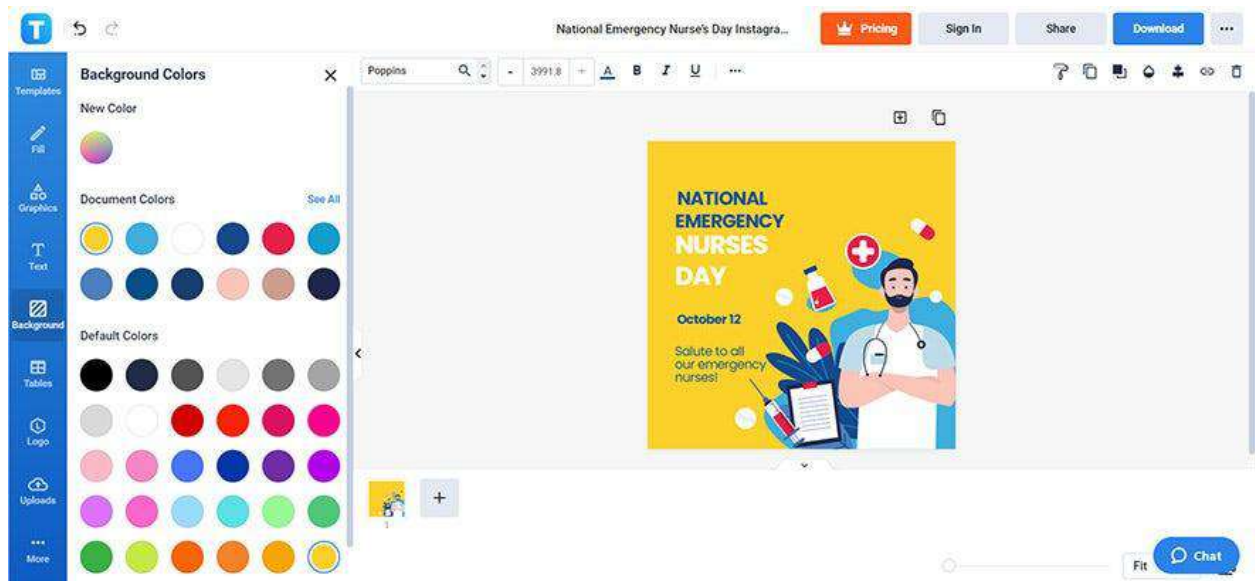 T
National Emergency Nurse's Day Instagra...
Pricing
Sign In
Share
Download
Templates
Fill
Graphics
Text
Background
Tables
Logo
Uploads
More
Background Colors
New Color
Document Colors
See All
Default Colors
Poppins
- 3991.8 +
A B I U
NATIONAL
EMERGENCY
NURSES
DAY
October 12
Salute to all
our emergency
nurses!
1
Fit
Chat